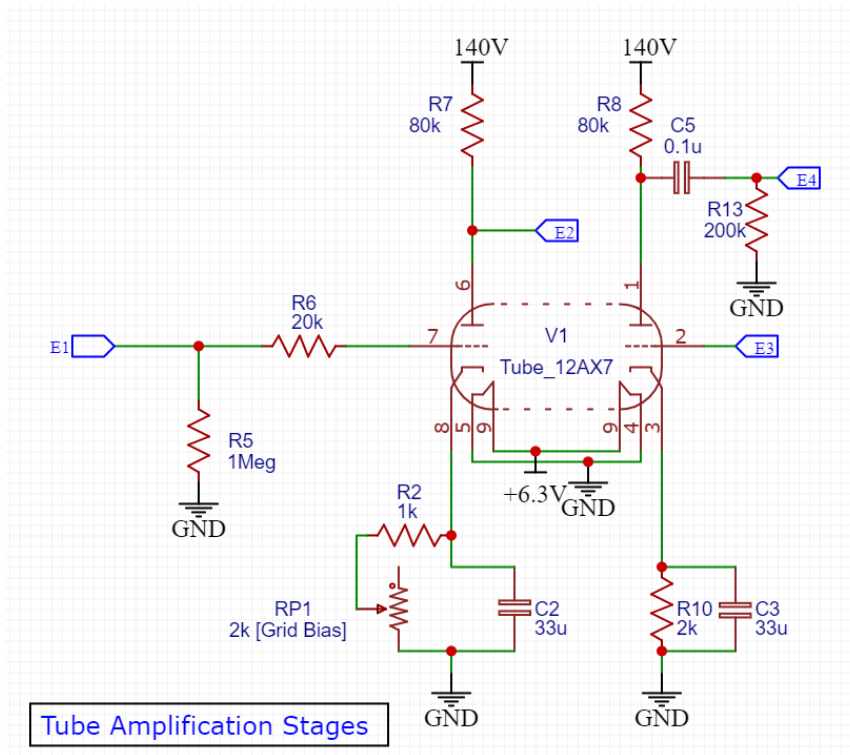 140V
140V
R7
80k
R8
80k
C5
0.1u
E4
R13
200k
E2
GND
6
1
R6
20k
E1
7
V1
2
E3
Tube_12AX7
R5
1Meg
8
5
9
9
4
3
+6.3V
GND
GND
R2
1k
RP1
2k [Grid Bias]
C2
33u
R10
2k
C3
33u
GND
GND
Tube Amplification Stages